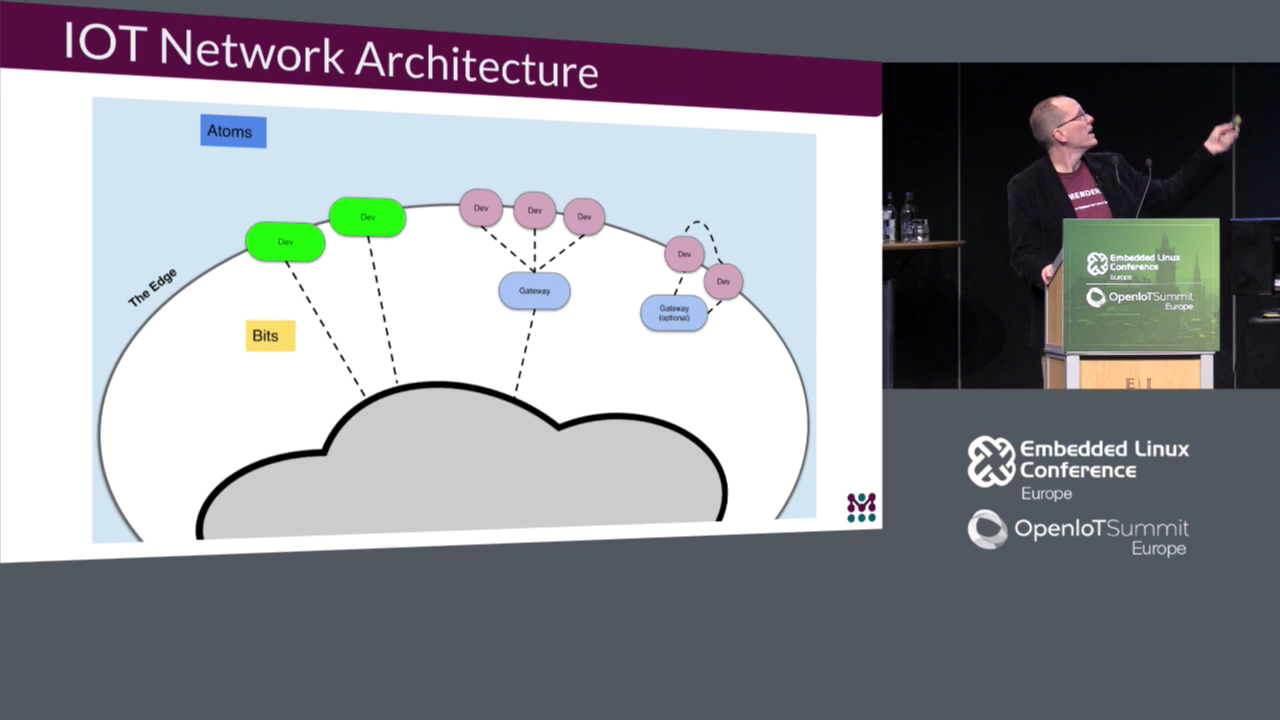 IOT Network Architecture
Atoms
Dev
Dev
Dev
Dev
Dev
Dev
Dev
The Edge
Gateway
Gateway
(optional)
Bits
MENDER
Embedded Linux
Conference
Europe
OpenIoTSummit
Europe
Embedded Linux
Conference
Europe
OpenIoTSummit
Europe